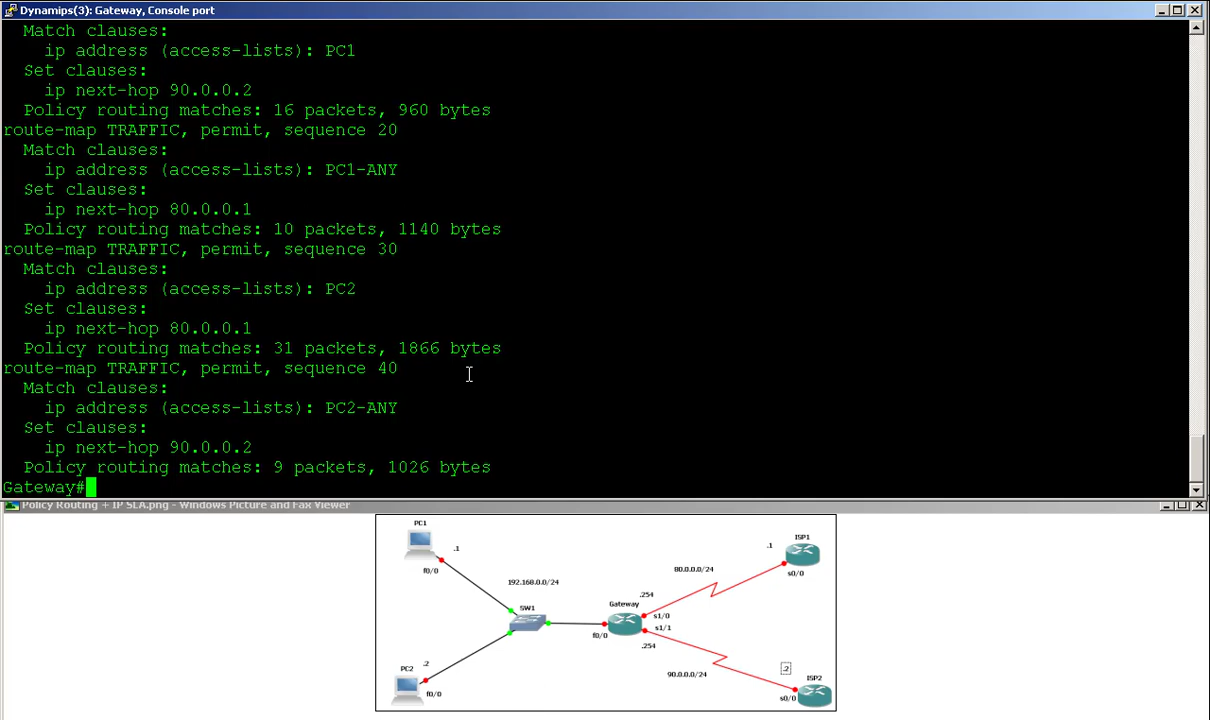 Dynamips(3): Gateway, Console port
  Match clauses:
    ip address (access-lists): PC1
  Set clauses:
    ip next-hop 90.0.0.2
  Policy routing matches: 16 packets, 960 bytes
route-map TRAFFIC, permit, sequence 20
  Match clauses:
    ip address (access-lists): PC1-ANY
  Set clauses:
    ip next-hop 80.0.0.1
  Policy routing matches: 10 packets, 1140 bytes
route-map TRAFFIC, permit, sequence 30
  Match clauses:
    ip address (access-lists): PC2
  Set clauses:
    ip next-hop 80.0.0.1
  Policy routing matches: 31 packets, 1866 bytes
route-map TRAFFIC, permit, sequence 40
  Match clauses:
    ip address (access-lists): PC2-ANY
  Set clauses:
    ip next-hop 90.0.0.2
  Policy routing matches: 9 packets, 1026 bytes
Gateway#
Policy Routing + IP SLA.png - Windows Picture and Fax Viewer
PC1
.1
f0/0
192.168.0.0/24
SW1
PC2
.2
f0/0
f0/0
Gateway
.254
s1/0
s1/1
.254
80.0.0.0/24
.1
ISP1
s0/0
90.0.0.0/24
.2
ISP2
s0/0